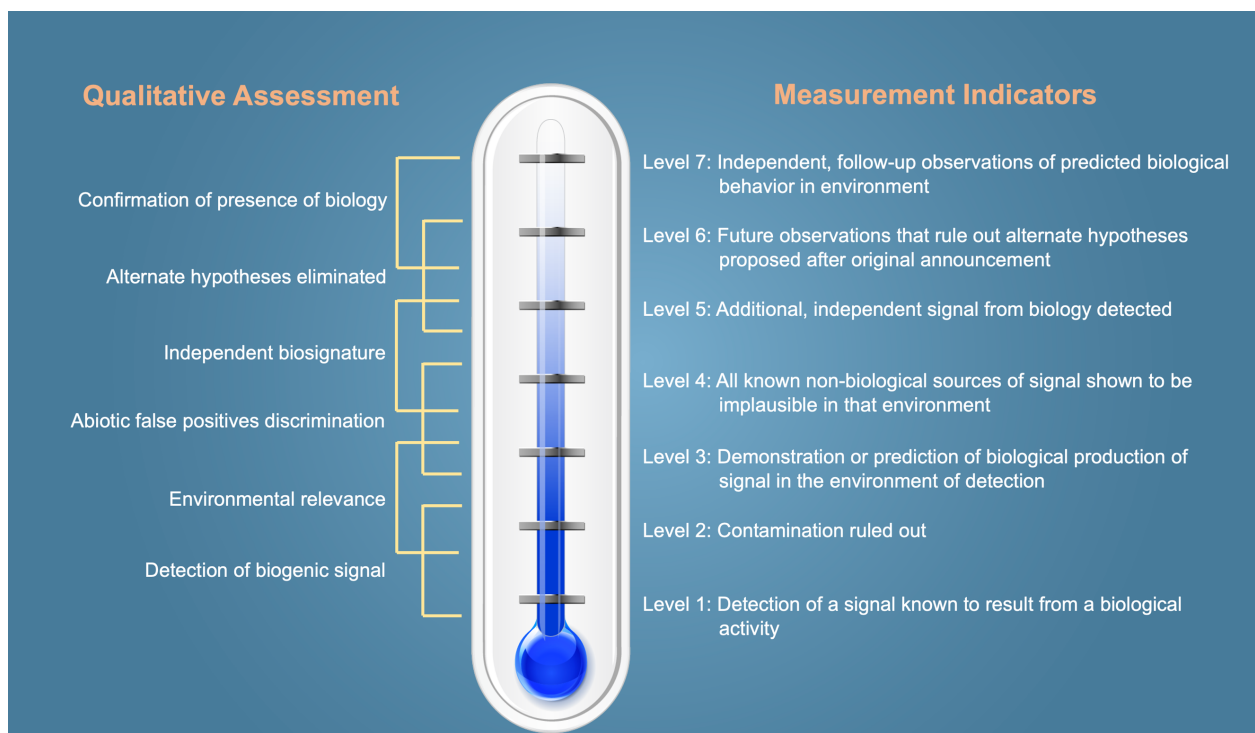 Qualitative Assessment
Confirmation of presence of biology
Alternate hypotheses eliminated
Independent biosignature
Abiotic false positives discrimination
Environmental relevance
Detection of biogenic signal
Measurement Indicators
Level 7: Independent, follow-up observations of predicted biological
behavior in environment
Level 6: Future observations that rule out alternate hypotheses
proposed after original announcement
Level 5: Additional, independent signal from biology detected
Level 4: All known non-biological sources of signal shown to be
implausible in that environment
Level 3: Demonstration or prediction of biological production of
signal in the environment of detection
Level 2: Contamination ruled out
Level 1: Detection of a signal known to result from a biological
activity